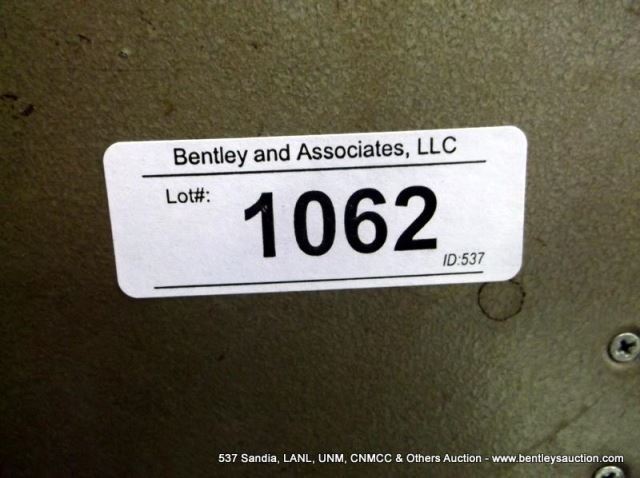 Bentley and Associates, LLC
Lot#:
1062
ID:537
537 Sandia, LANL, UNM, CNMCC & Others Auction - www.bentleysauction.com